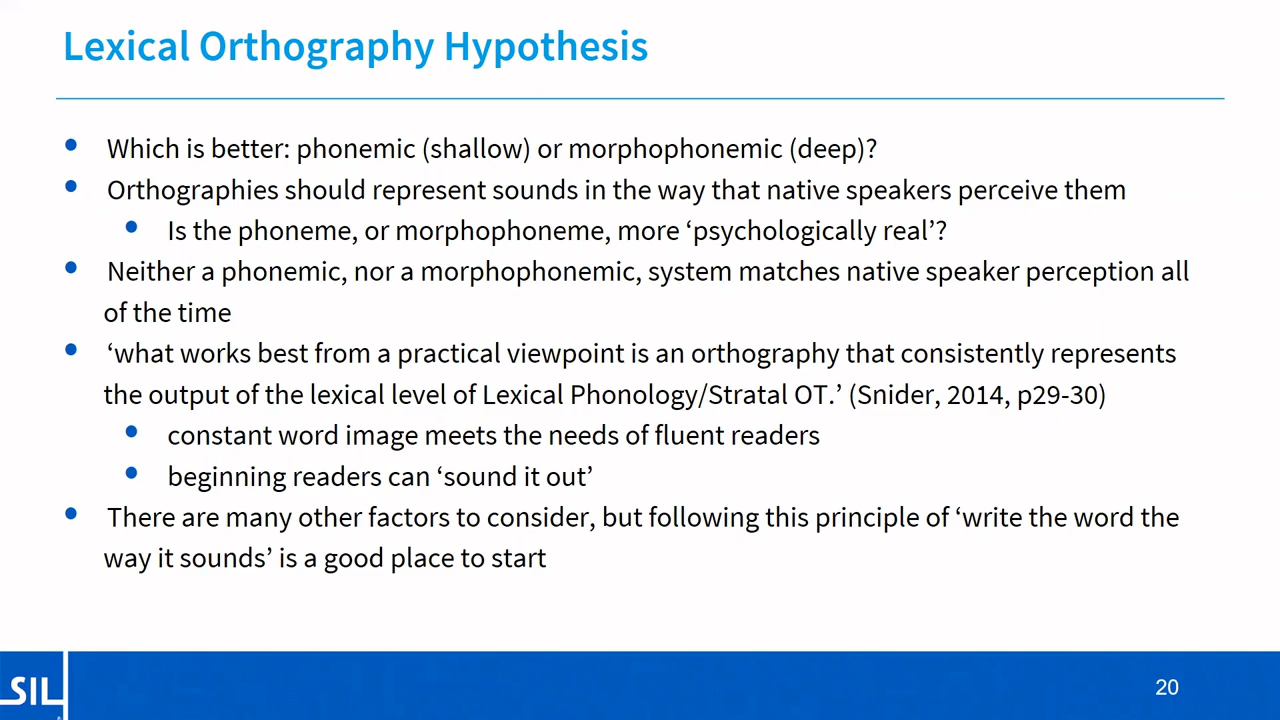 Lexical Orthography Hypothesis
• Which is better: phonemic (shallow) or morphophonemic (deep)?
• Orthographies should represent sounds in the way that native speakers perceive them
• Is the phoneme, or morphophoneme, more ‘psychologically real’?
• Neither a phonemic, nor a morphophonemic, system matches native speaker perception all
of the time
• ‘what works best from a practical viewpoint is an orthography that consistently represents
the output of the lexical level of Lexical Phonology/Stratal OT.’ (Snider, 2014, p29-30)
• constant word image meets the needs of fluent readers
• beginning readers can ‘sound it out’
• There are many other factors to consider, but following this principle of ‘write the word the
way it sounds’ is a good place to start
SIL
20